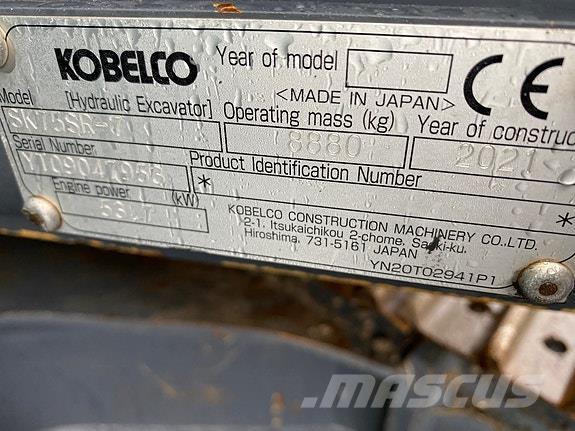 KOBELCO
Year of model
<MADE IN JAPAN>
CE
Model [Hydraulic Excavator]
Operating mass (kg)
Year of construc
8880
2021
Serial Number
Product Identification Number
* *
Engine power (kW)
KOBELCO CONSTRUCTION MACHINERY CO.,LTD.
2-1. Itsukaichikou 2-chome.
Hiroshima. 731-5161 JAPAN
YN20T02941P1
MASCUS